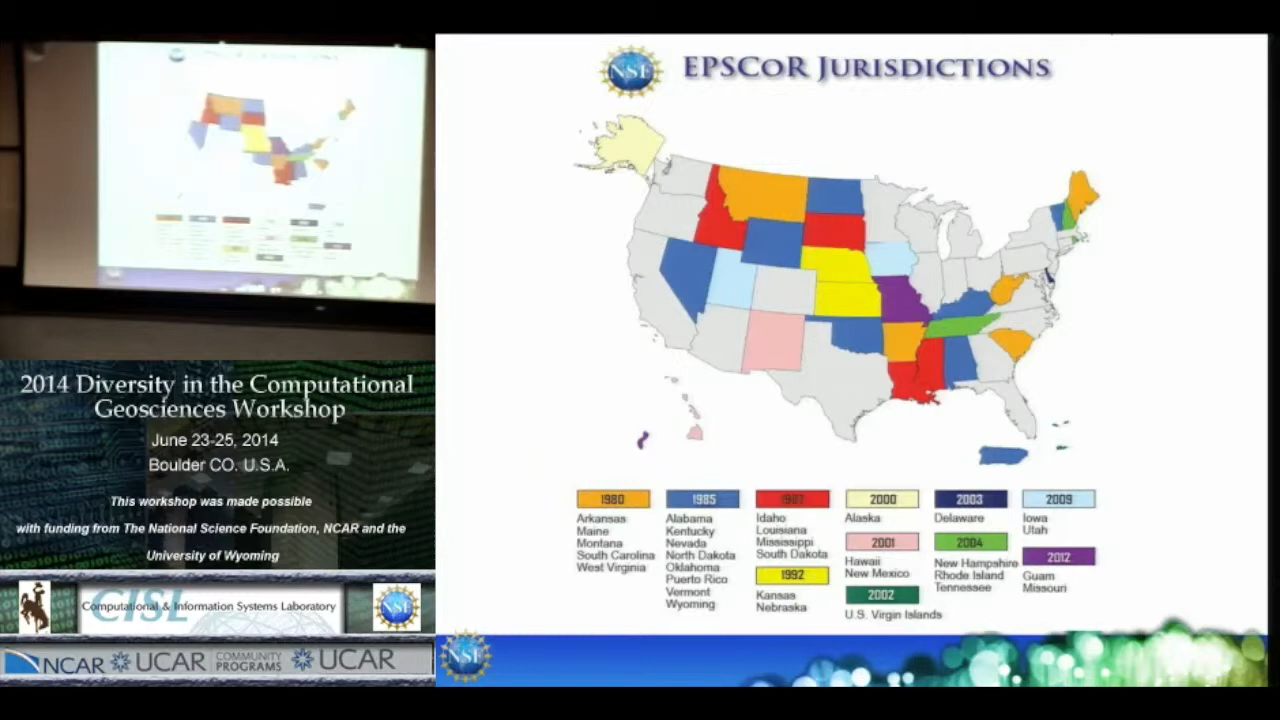 NSF
EPSCoR Jurisdictions
1980
Arkansas
Maine
Montana
South Carolina
West Virginia
1985
Alabama
Kentucky
Nevada
North Dakota
Oklahoma
Puerto Rico
Vermont
Wyoming
1987
Idaho
Louisiana
Mississippi
South Dakota
1992
Kansas
Nebraska
2000
Alaska
2001
Hawaii
New Mexico
2002
U.S. Virgin Islands
2003
Delaware
2004
New Hampshire
Rhode Island
Tennessee
2009
Iowa
Utah
2012
Guam
Missouri
2014 Diversity in the Computational
Geosciences Workshop
June 23-25, 2014
Boulder CO. U.S.A.
This workshop was made possible
with funding from The National Science Foundation, NCAR and the
University of Wyoming
CISL
Computational & Information Systems Laboratory
NSF
NCAR UCAR COMMUNITY PROGRAMS UCAR
NSF